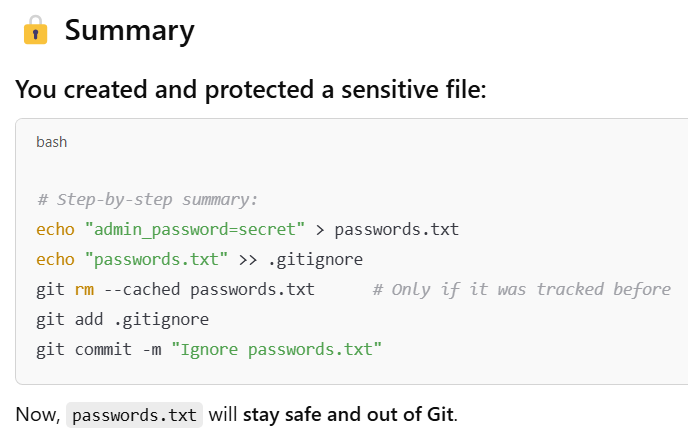 🔒 Summary
You created and protected a sensitive file:
bash
# Step-by-step summary:
echo "admin_password=secret" > passwords.txt
echo "passwords.txt" >> .gitignore
git rm --cached passwords.txt      # Only if it was tracked before
git add .gitignore
git commit -m "Ignore passwords.txt"
Now, passwords.txt will stay safe and out of Git.